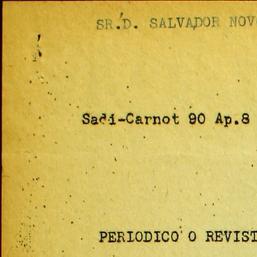 SR.D. SALVADOR NOV
Sadi-Carnot 90 Ap.8
PERIODICO O REVIST